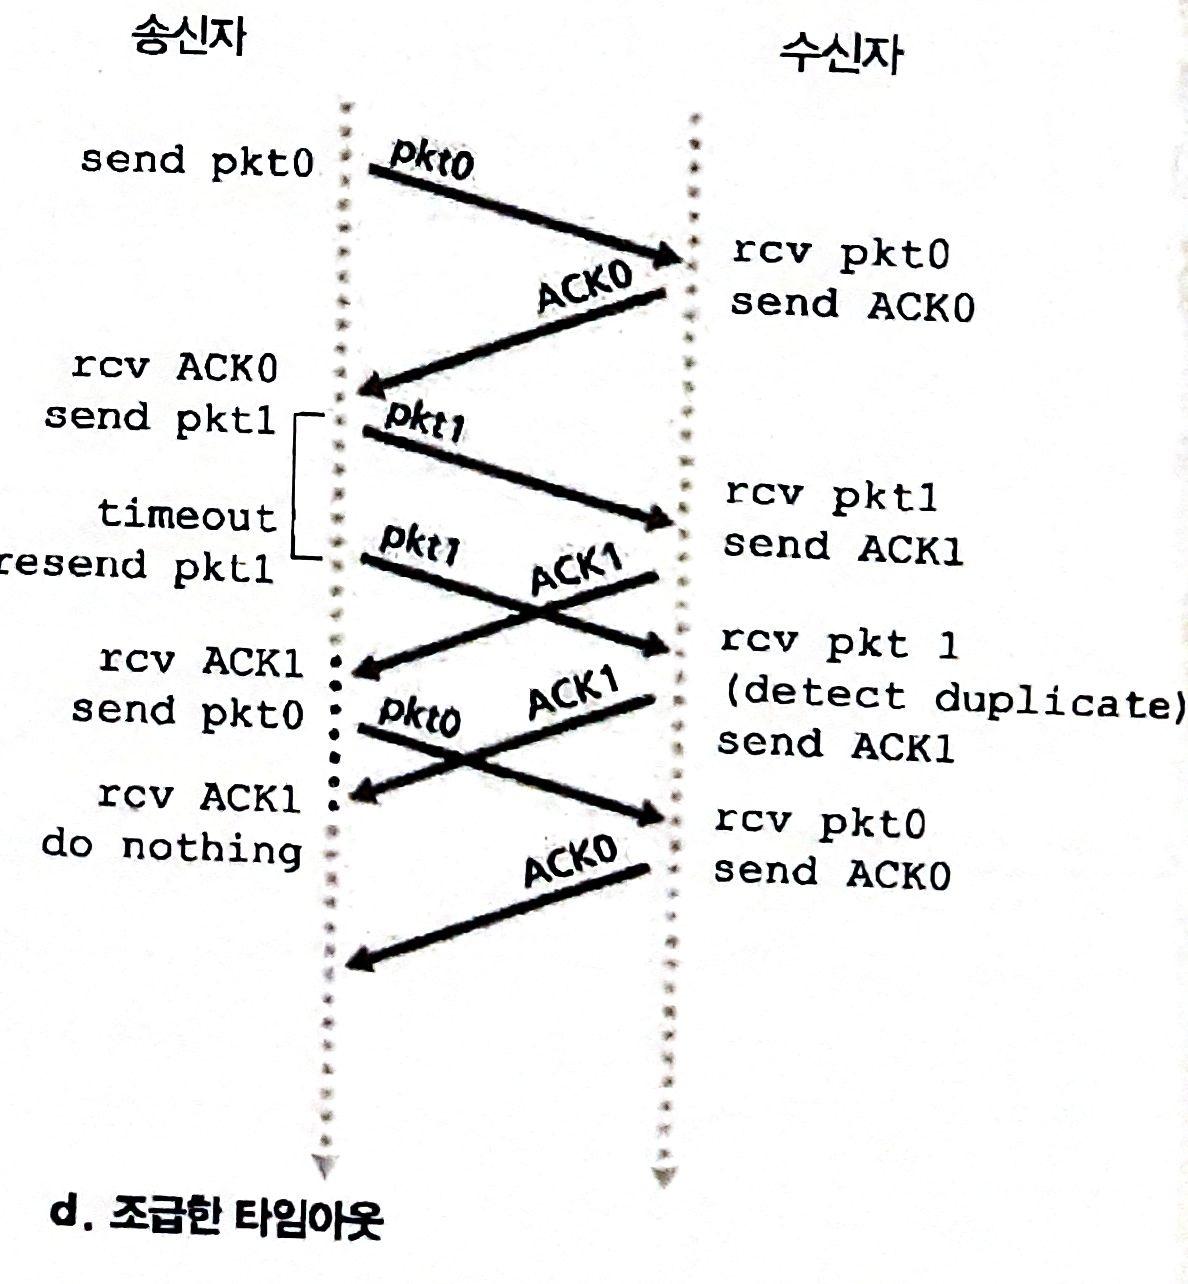 송신자
수신자
send pkt0
pkt0
rcv pkt0
ACK0
send ACK0
rcv ACK0
send pkt1
pkt1
rcv pkt1
timeout
pkt1
send ACK1
resend pkt1
ACK1
rcv pkt 1
rcv ACK1
(detect duplicate)
send pkt0
pkt0
ACK1
send ACK1
rcv ACK1
rcv pkt0
do nothing
ACK0
send ACK0
d. 조급한 타임아웃